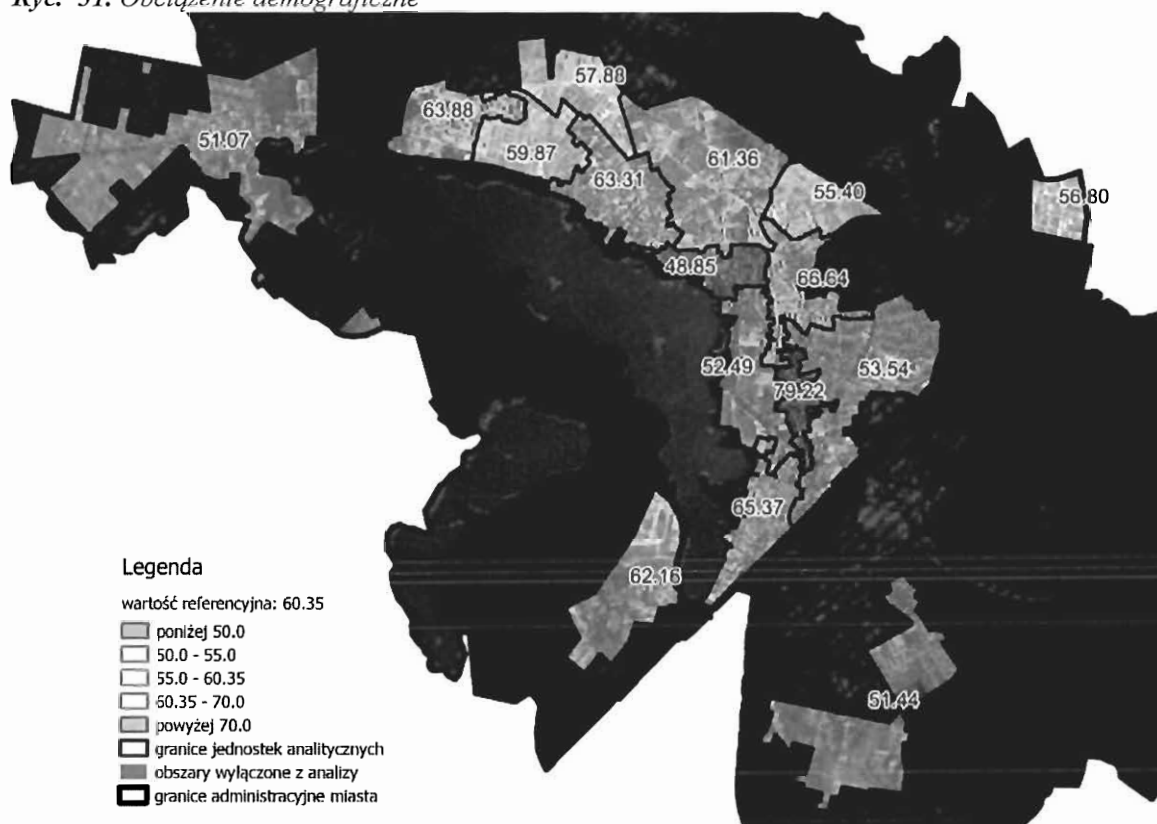 Ryc. 31. Obciążenie demograficzne
57.88
63.88
51.07
59.87
61.36
63.31
55.40
56.80
48.85
66.64
52.49
53.54
79.22
65.37
62.16
51.44
Legenda
wartość referencyjna: 60.35
poniżej 50.0
50.0 - 55.0
55.0 - 60.35
60.35 - 70.0
powyżej 70.0
granice jednostek analitycznych
obszary wyłączone z analizy
granice administracyjne miasta